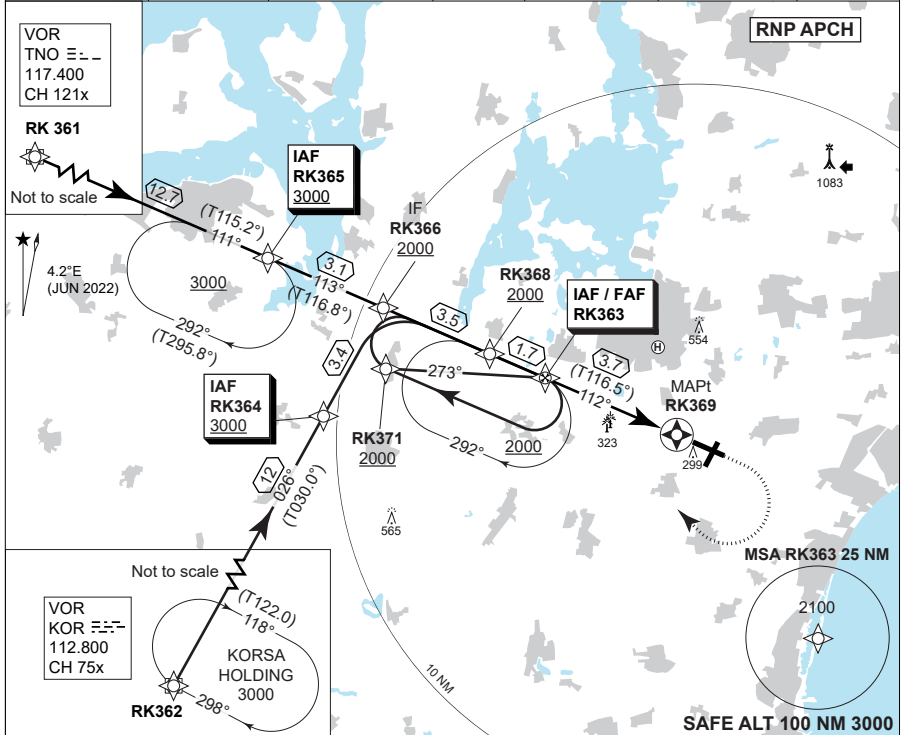 RNP APCH
VOR
TNO
117.400
CH 121x
RK 361
Not to scale
12.7
(T115.2°)
111°
IAF
RK365
3000
1083
4.2°E
(JUN 2022)
3000
292°
(T295.8°)
3.1
113°
(T116.8°)
IF
RK366
2000
3.5
RK368
2000
1.7
IAF / FAF
RK363
554
H
3.7
(T116.5°)
112°
MAPt
RK369
323
299
3.4
273°
IAF
RK364
3000
RK371
2000
292°
2000
12
026°
(T030.0°)
565
Not to scale
VOR
KOR
112.800
CH 75x
(T122.0)
118°
KORSA
HOLDING
3000
298°
RK362
10 NM
MSA RK363 25 NM
2100
SAFE ALT 100 NM 3000